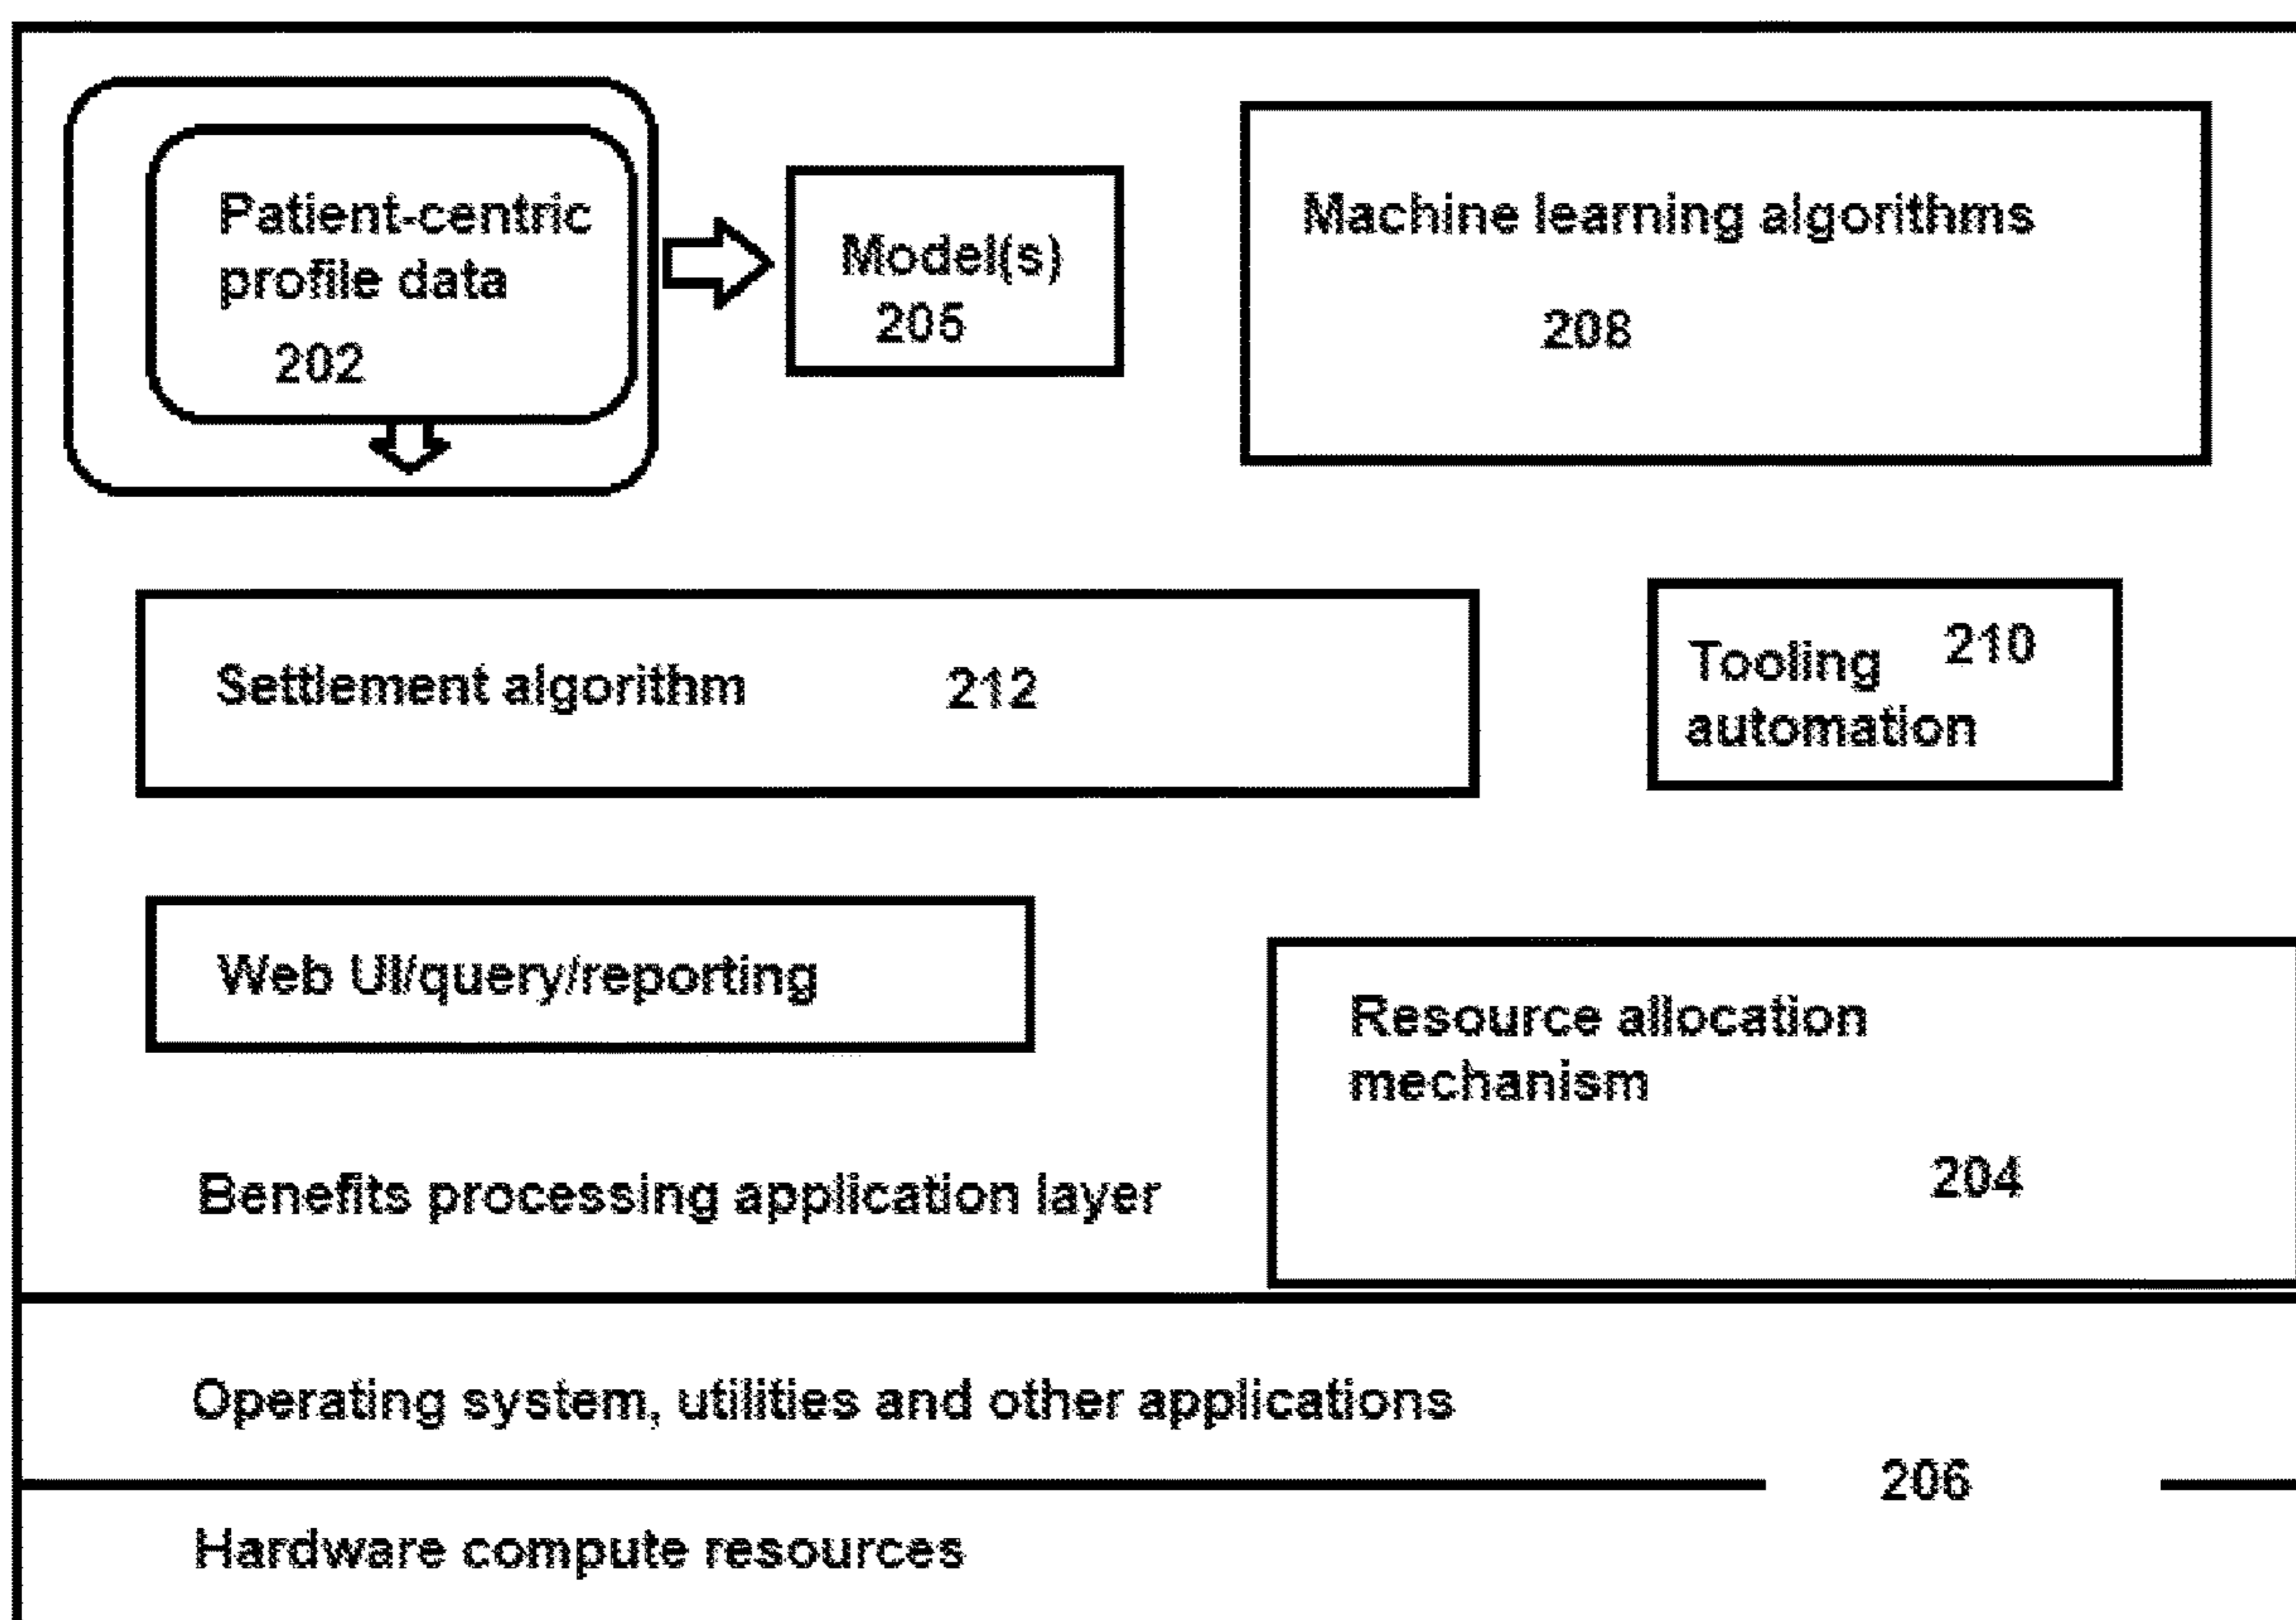 Patient-centric
profile data
202
Model(s)
205
Machine learning algorithms
208
Settlement algorithm 212
Tooling 210
automation
Web UI/query/reporting
Resource allocation
mechanism
204
Benefits processing application layer
Operating system, utilities and other applications
206
Hardware compute resources